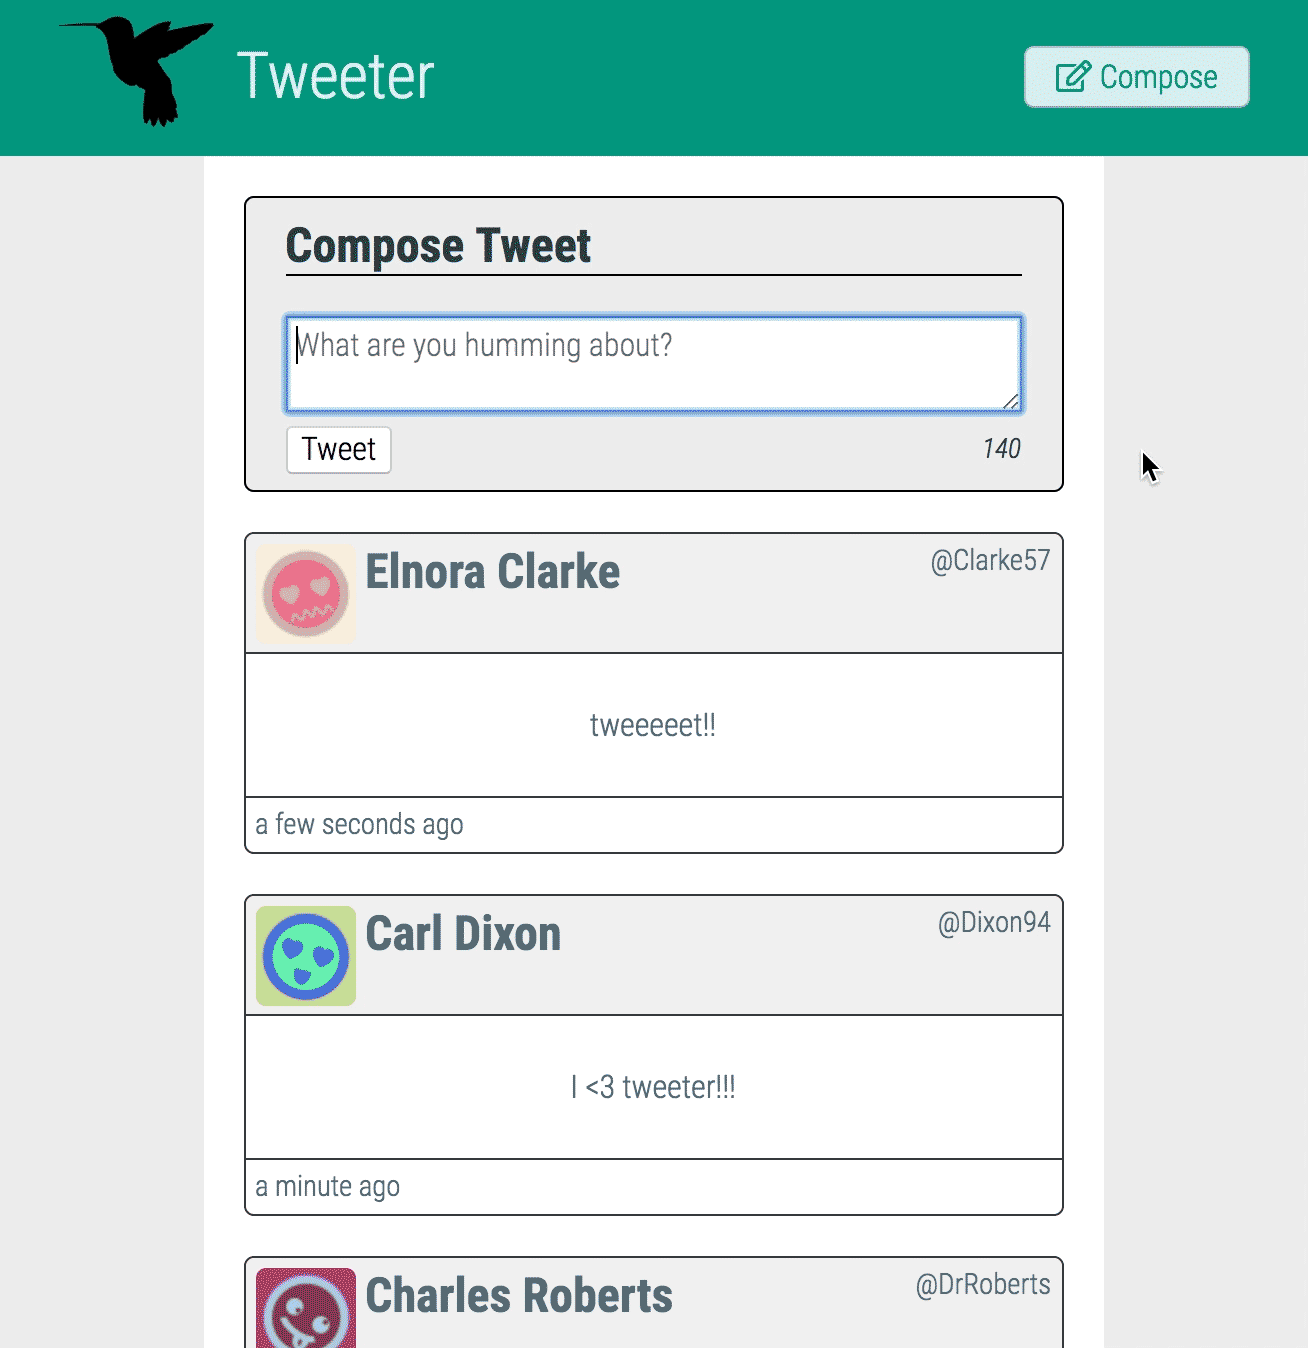 Tweeter
Compose
Compose Tweet
What are you humming about?
Tweet
140
Elnora Clarke
@Clarke57
tweeeeet!!
a few seconds ago
Carl Dixon
@Dixon94
I <3 tweeter!!!
a minute ago
Charles Roberts
@DrRoberts